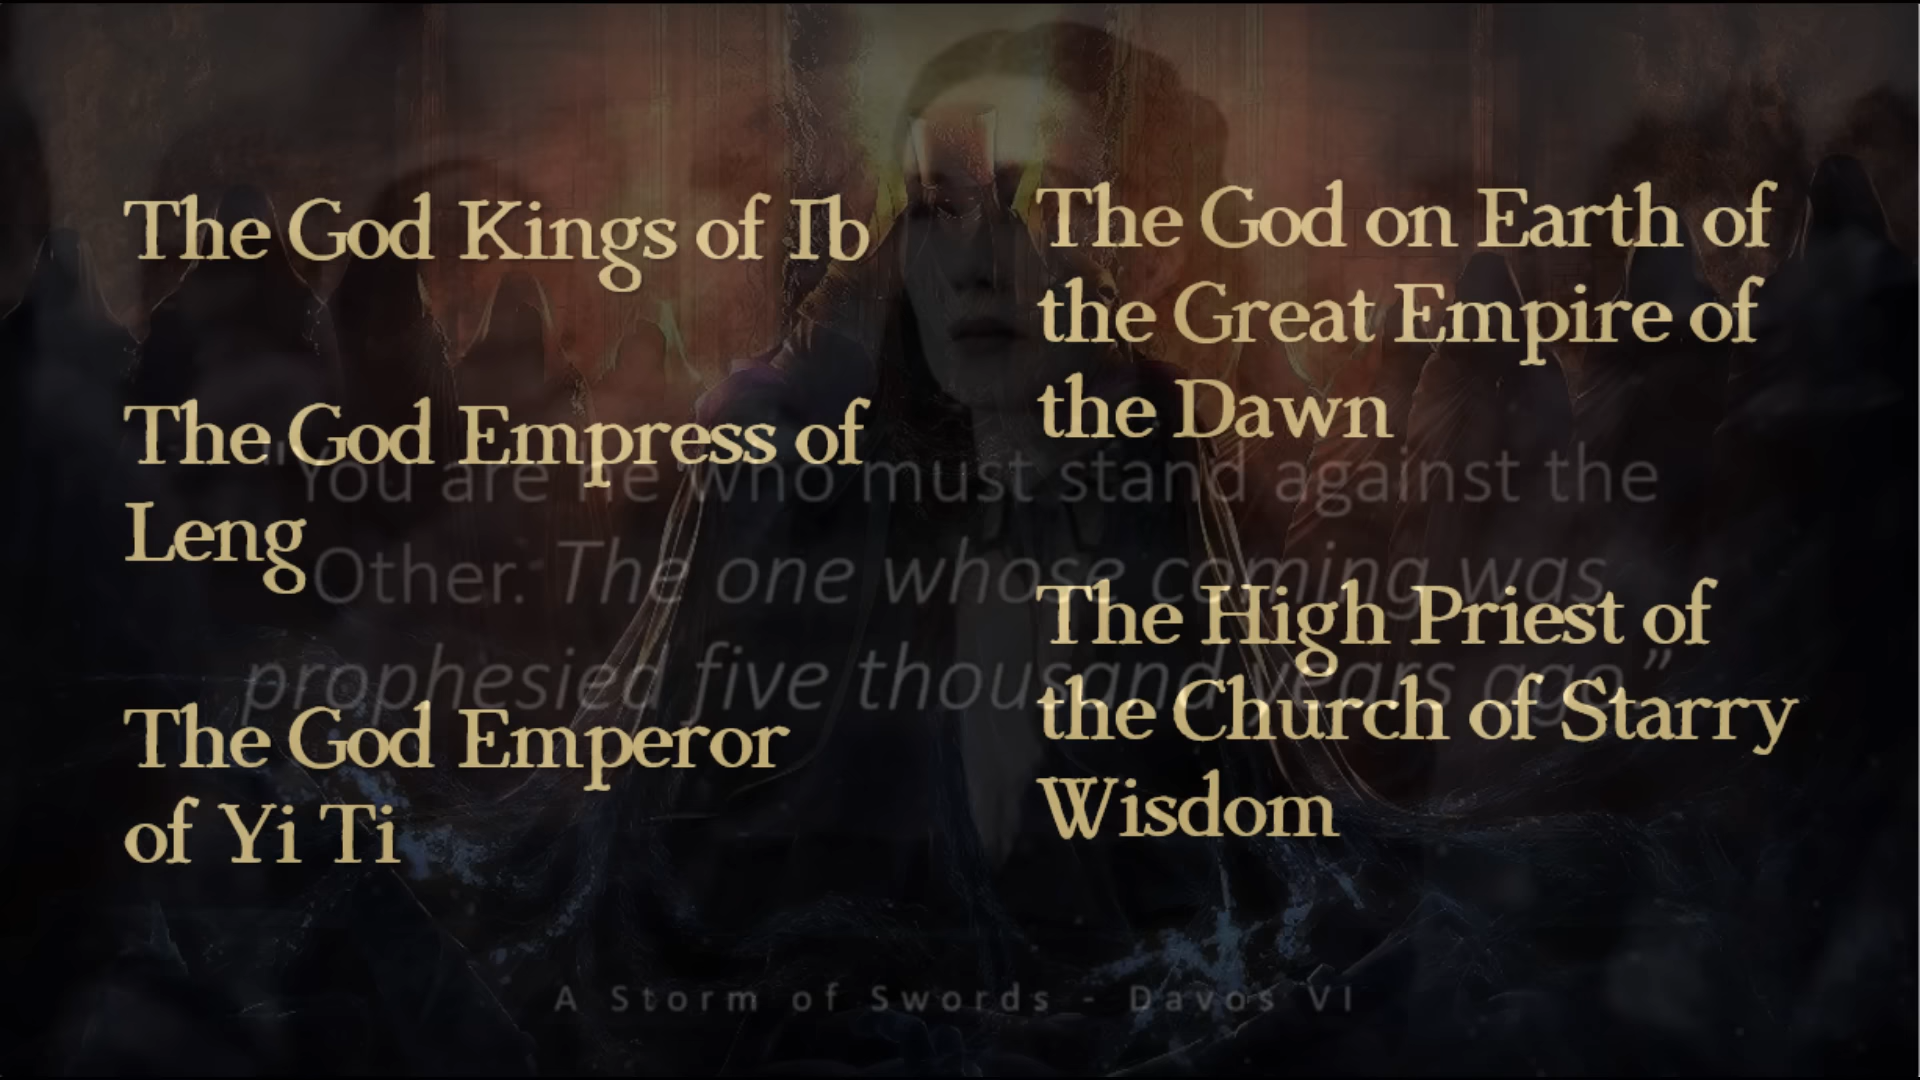 The God Kings of Ib
The God Empress of
Leng
The God Emperor
of Yi Ti
The God on Earth of
the Great Empire of
the Dawn
The High Priest of
the Church of Starry
Wisdom
"You are he who must stand against the
Other. The one whose coming was
prophesied five thousand years ago."
A Storm of Swords - Davos VI